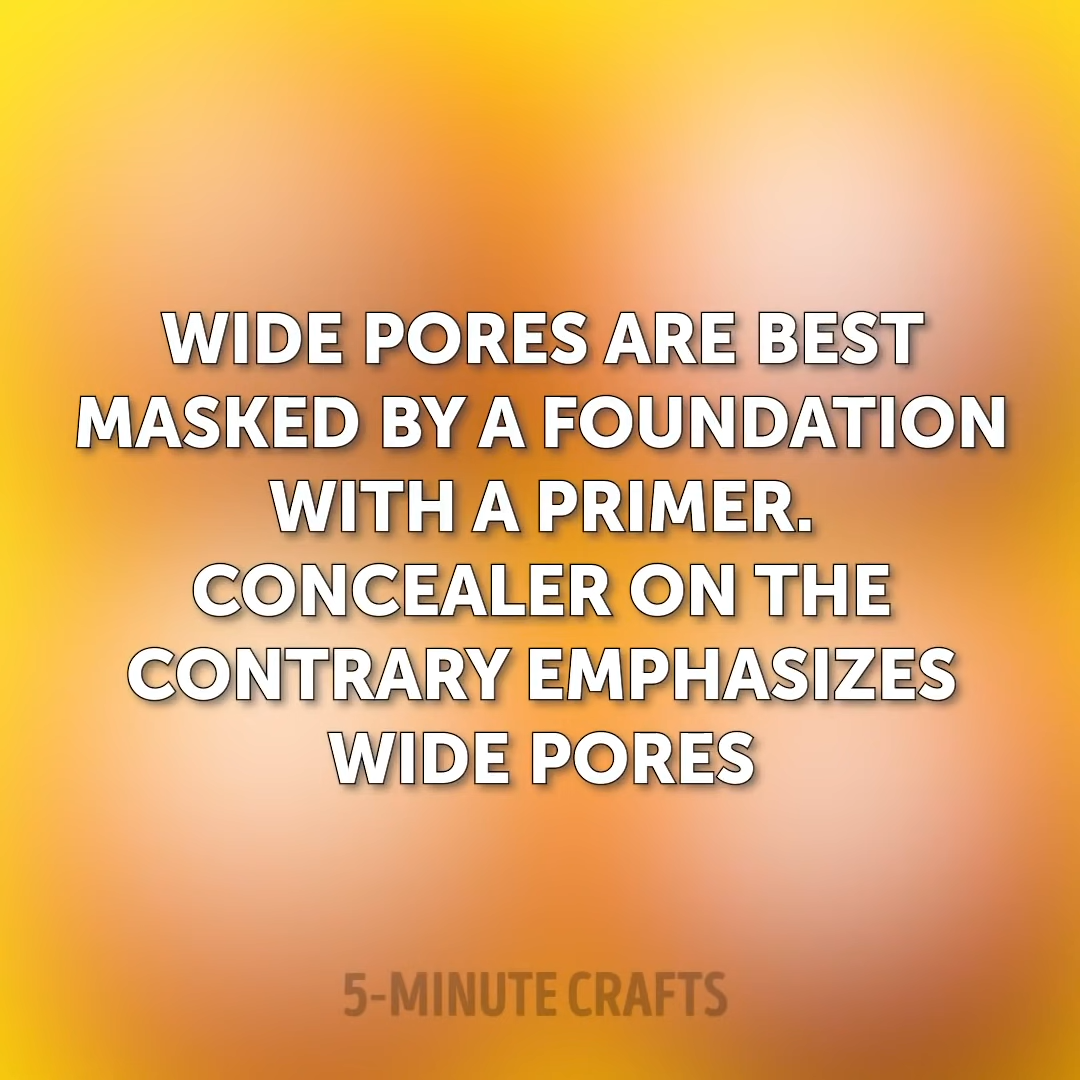 WIDE PORES ARE BEST
MASKED BY A FOUNDATION
WITH A PRIMER.
CONCEALER ON THE
CONTRARY EMPHASIZES
WIDE PORES
5-MINUTE CRAFTS